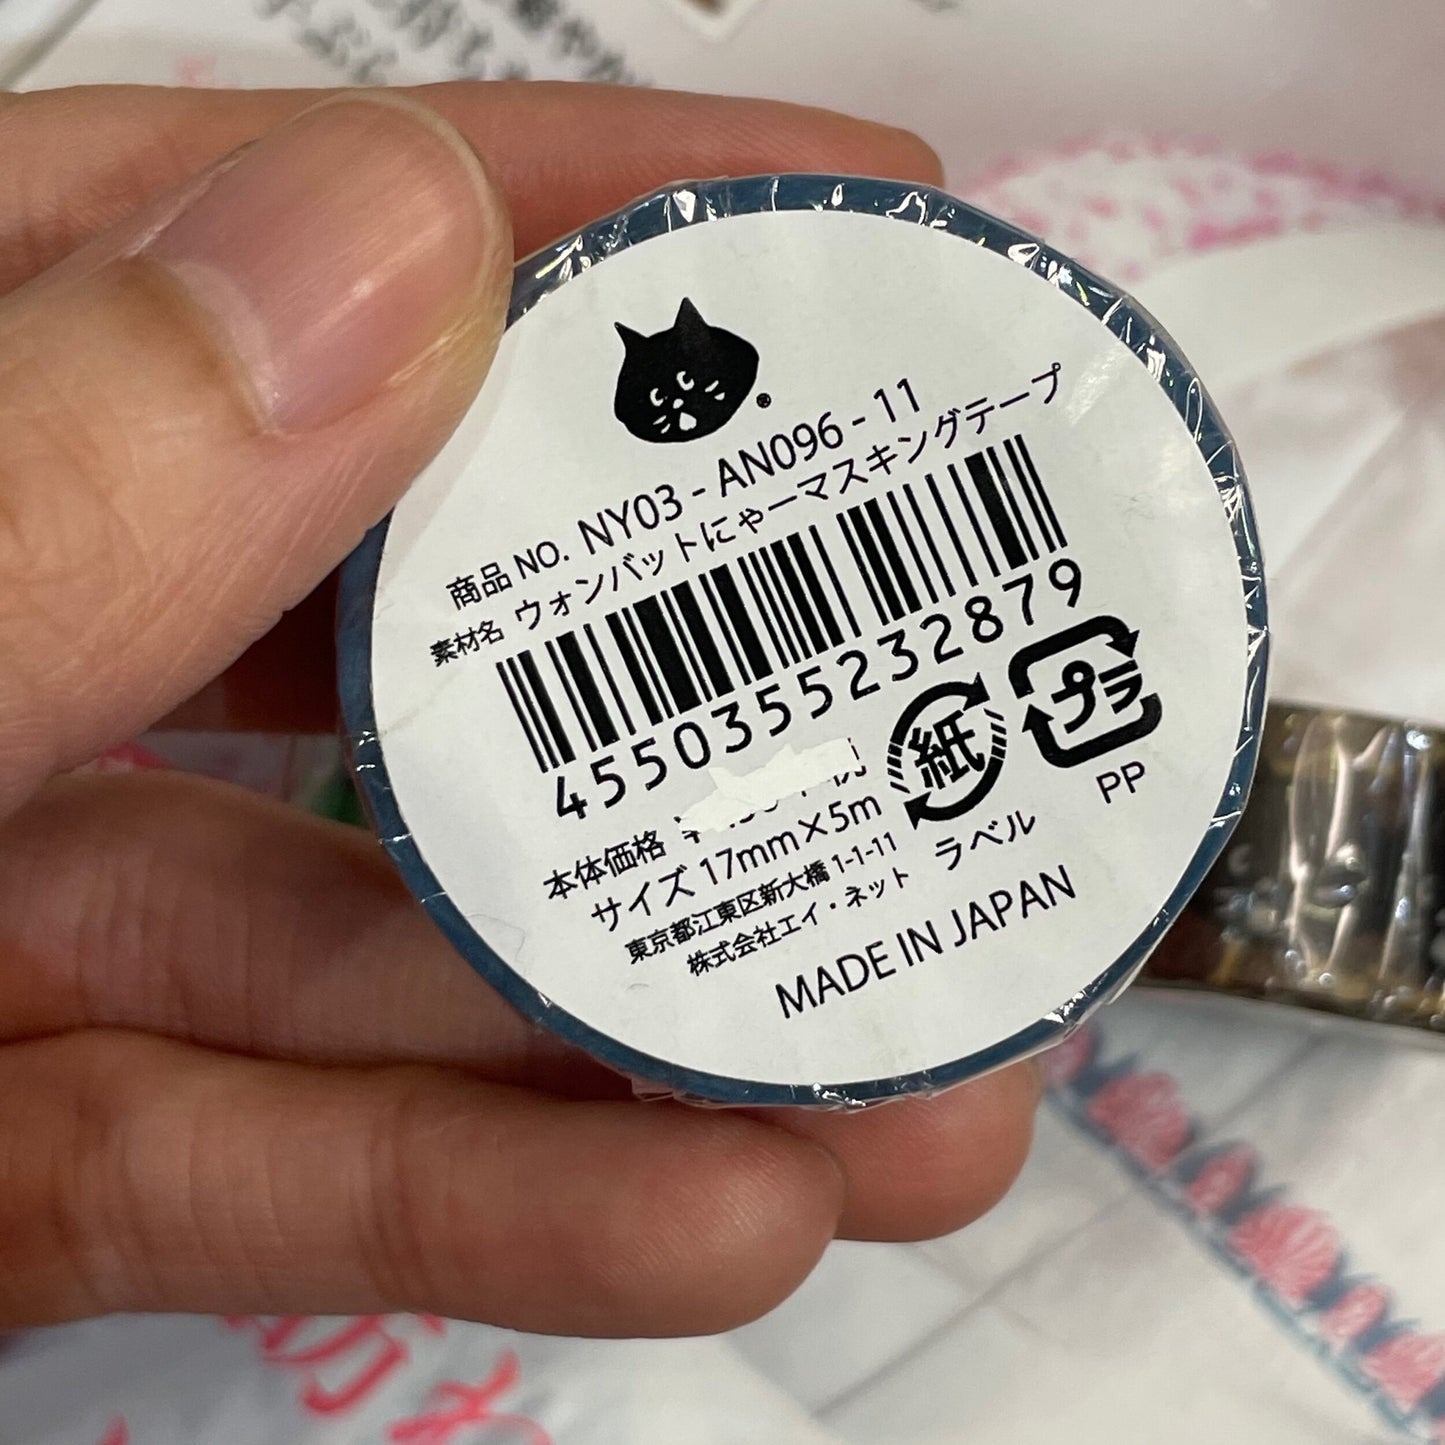 商品 NO. NY03 - AN096 - 11
素材名 ウォンバットにゃーマスキングテープ
4550355232879
本体価格
サイズ 17mm×5m
東京都江東区新大橋 1-1-11
株式会社エイ・ネット
紙
ラベル
プラ
PP
MADE IN JAPAN